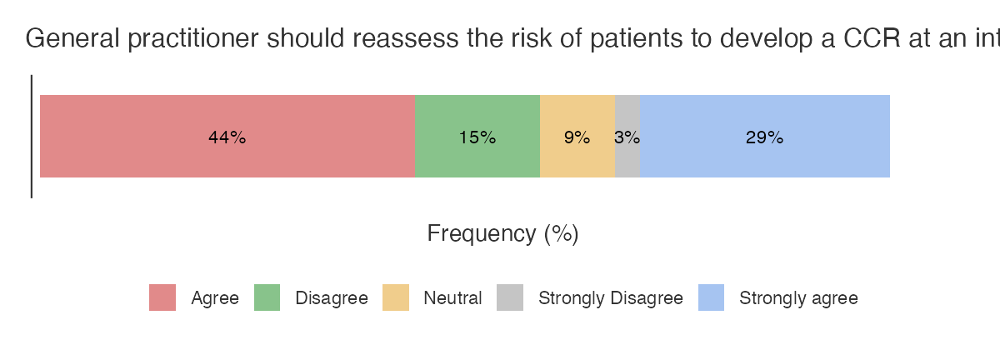 General practitioner should reassess the risk of patients to develop a CCR at an
44% 15% 9% 3% 29%
Frequency (%)
Agree Disagree Neutral Strongly Disagree Strongly agree